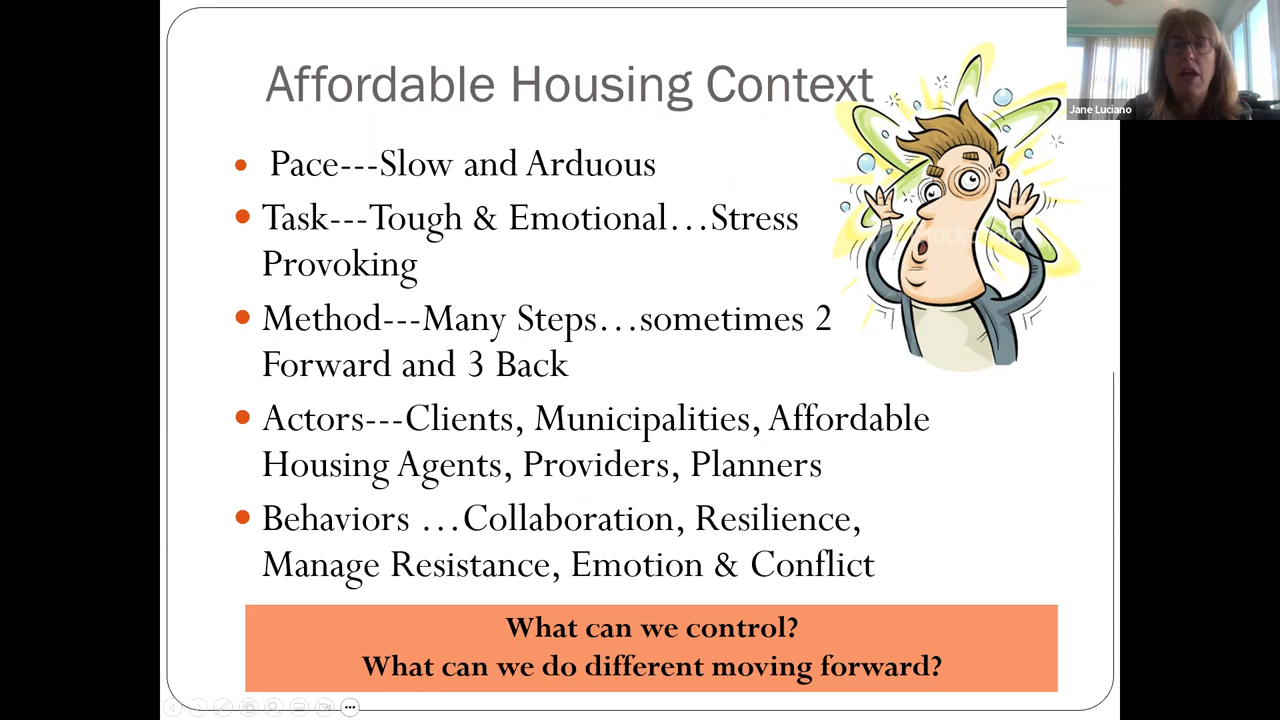 Affordable Housing Context
Jane Luciano
• Pace---Slow and Arduous
• Task---Tough & Emotional…Stress
Provoking
• Method---Many Steps…sometimes 2
Forward and 3 Back
• Actors---Clients, Municipalities, Affordable
Housing Agents, Providers, Planners
• Behaviors …Collaboration, Resilience,
Manage Resistance, Emotion & Conflict
What can we control?
What can we do different moving forward?